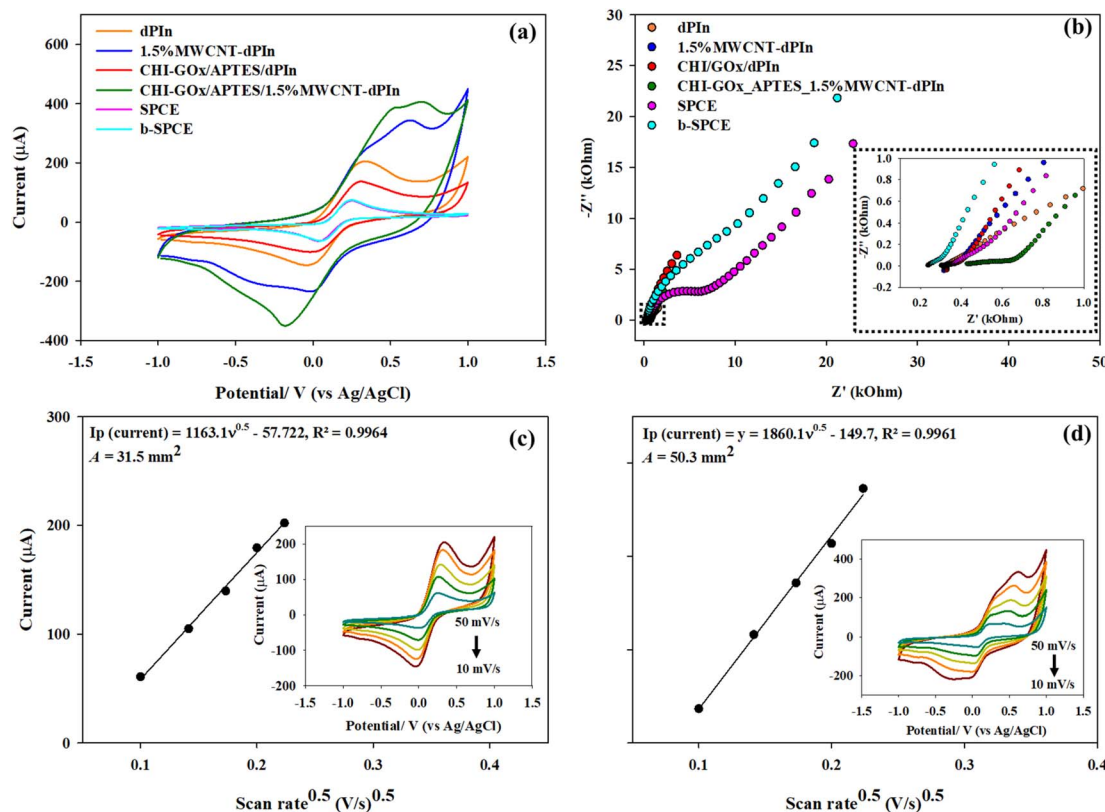 (a)
dPIn
1.5%MWCNT-dPIn
CHI-GOx/APTES/dPIn
CHI-GOx/APTES/1.5%MWCNT-dPIn
SPCE
b-SPCE
600
400
200
0
-200
-400
Current (µA)
-1.5 -1.0 -0.5 0.0 0.5 1.0 1.5
Potential/ V (vs Ag/AgCl)
(b)
dPIn
1.5%MWCNT-dPIn
CHI/GOx/dPIn
CHI-GOx_APTES_1.5%MWCNT-dPIn
SPCE
b-SPCE
30
25
20
15
10
5
0
-Z'' (kOhm)
0 10 20 30 40 50
Z' (kOhm)
1.0
0.8
0.6
0.4
0.2
0.0
-0.2
-Z'' (kOhm)
0.2 0.4 0.6 0.8 1.0
Z' (kOhm)
(c)
Ip (current) = 1163.1ν0.5 - 57.722, R² = 0.9964
A = 31.5 mm2
300
200
100
0
Current (µA)
0.1 0.2 0.3 0.4
Scan rate0.5 (V/s)0.5
200
100
0
-100
-200
Current (µA)
50 mV/s
10 mV/s
-1.5 -1.0 -0.5 0.0 0.5 1.0 1.5
Potential/ V (vs Ag/AgCl)
(d)
Ip (current) = y = 1860.1ν0.5 - 149.7, R² = 0.9961
A = 50.3 mm2
0.1 0.2 0.3 0.4
Scan rate0.5 (V/s)0.5
400
200
0
-200
Current (µA)
50 mV/s
10 mV/s
-1.5 -1.0 -0.5 0.0 0.5 1.0 1.5
Potential/ V (vs Ag/AgCl)